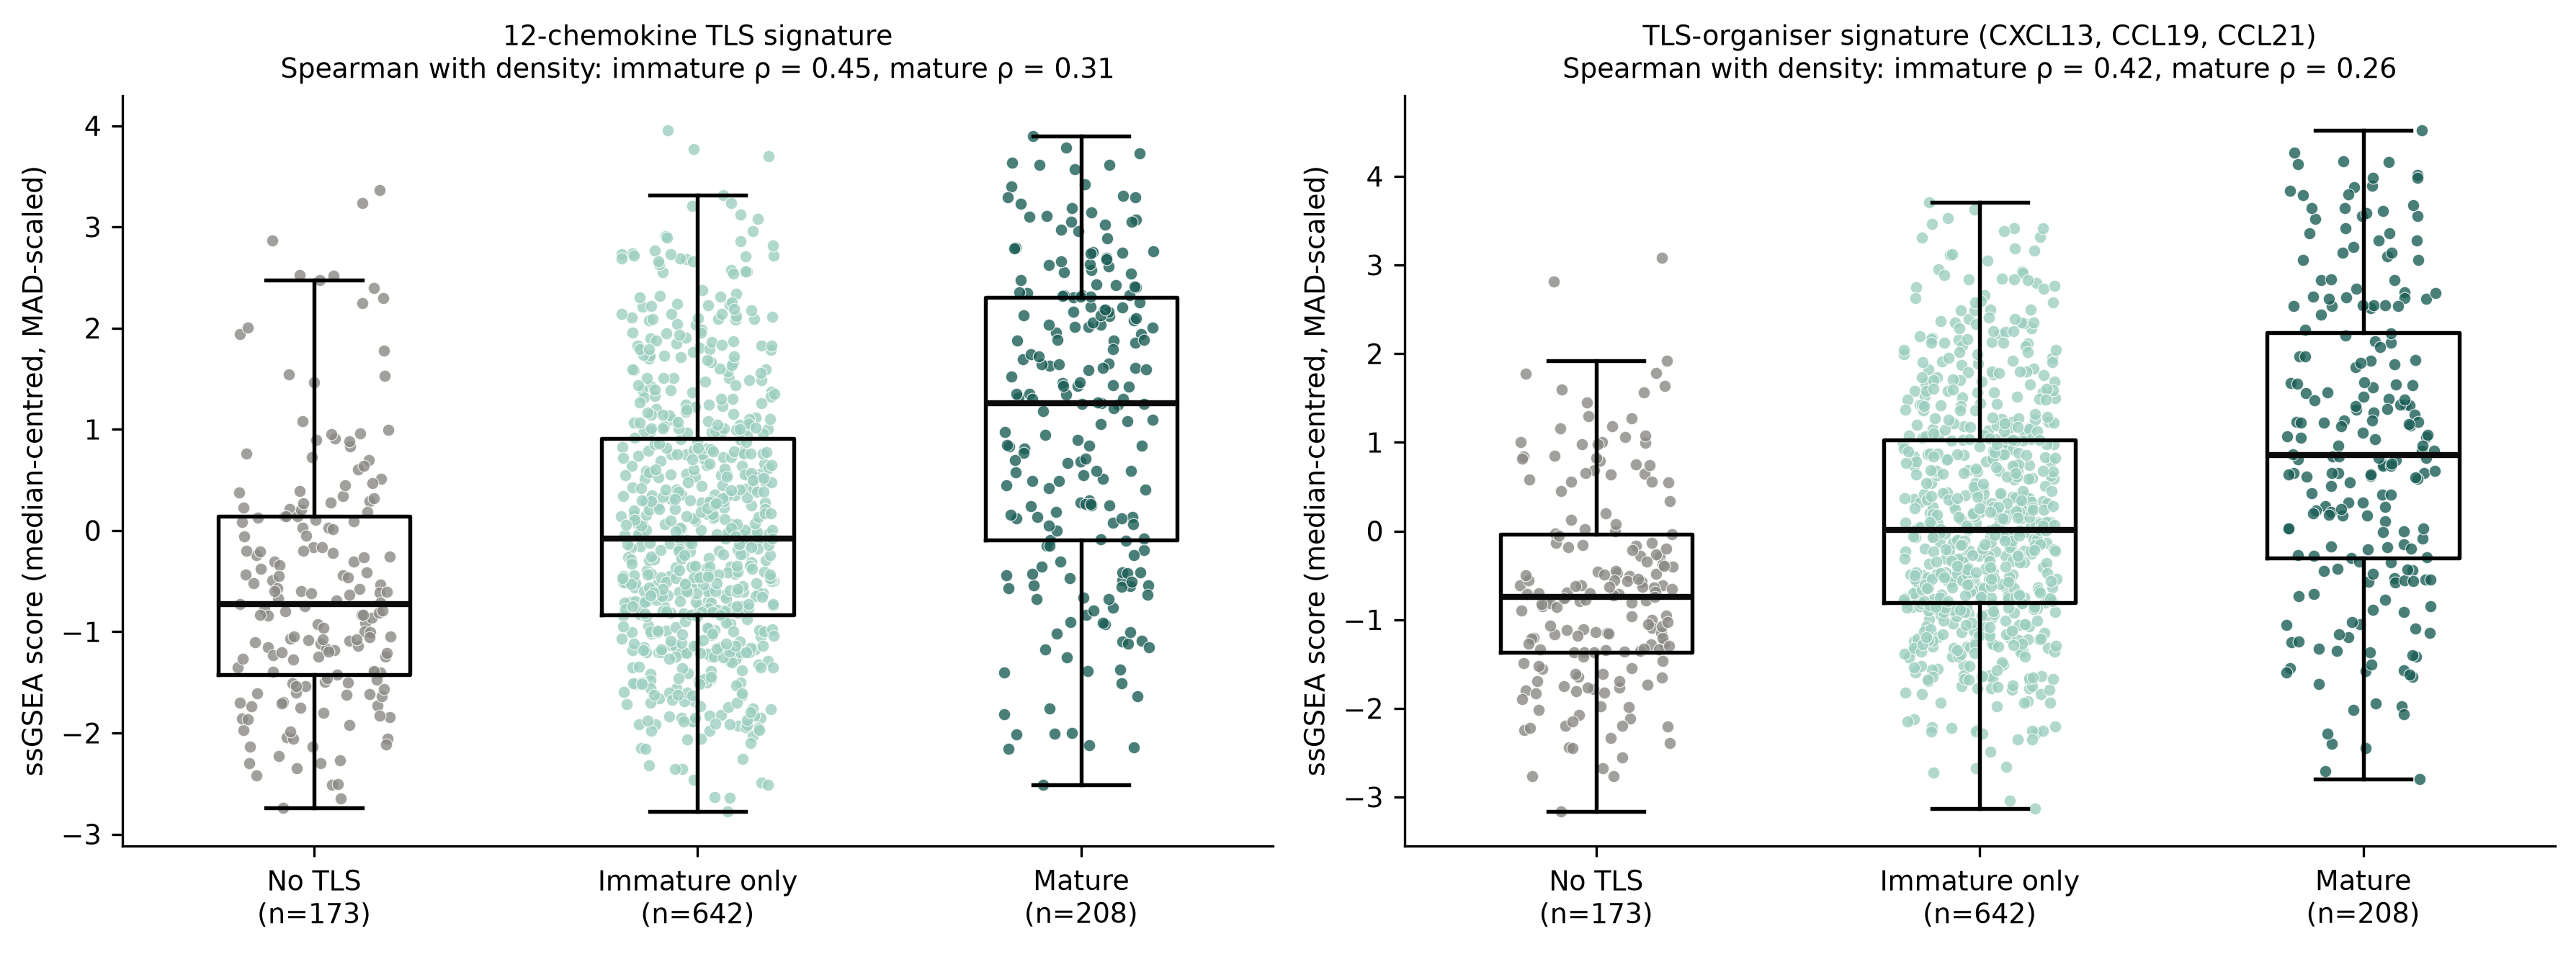 12-chemokine TLS signature
Spearman with density: immature ρ = 0.45, mature ρ = 0.31
ssGSEA score (median-centred, MAD-scaled)
4
3
2
1
0
−1
−2
−3
No TLS
(n=173)
Immature only
(n=642)
Mature
(n=208)
TLS-organiser signature (CXCL13, CCL19, CCL21)
Spearman with density: immature ρ = 0.42, mature ρ = 0.26
ssGSEA score (median-centred, MAD-scaled)
4
3
2
1
0
−1
−2
−3
No TLS
(n=173)
Immature only
(n=642)
Mature
(n=208)